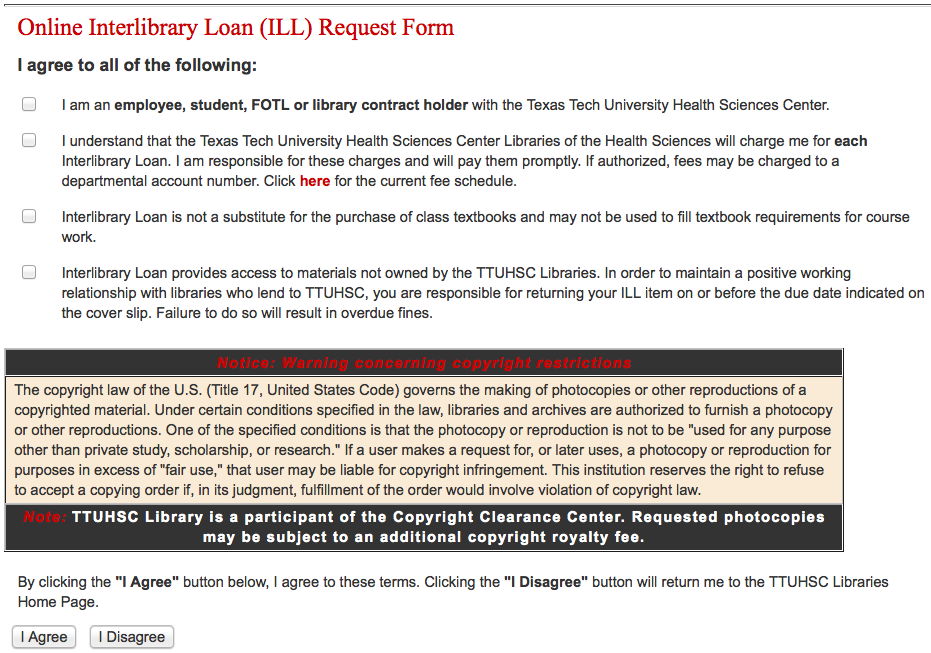 Online Interlibrary Loan (ILL) Request Form
I agree to all of the following:
I am an employee, student, FOTL or library contract holder with the Texas Tech University Health Sciences Center.
I understand that the Texas Tech University Health Sciences Center Libraries of the Health Sciences will charge me for each
Interlibrary Loan. I am responsible for these charges and will pay them promptly. If authorized, fees may be charged to a
departmental account number. Click here for the current fee schedule.
Interlibrary Loan is not a substitute for the purchase of class textbooks and may not be used to fill textbook requirements for course
work.
Interlibrary Loan provides access to materials not owned by the TTUHSC Libraries. In order to maintain a positive working
relationship with libraries who lend to TTUHSC, you are responsible for returning your ILL item on or before the due date indicated on
the cover slip. Failure to do so will result in overdue fines.
Notice: Warning concerning copyright restrictions
The copyright law of the U.S. (Title 17, United States Code) governs the making of photocopies or other reproductions of a
copyrighted material. Under certain conditions specified in the law, libraries and archives are authorized to furnish a photocopy
or other reproductions. One of the specified conditions is that the photocopy or reproduction is not to be "used for any purpose
other than private study, scholarship, or research." If a user makes a request for, or later uses, a photocopy or reproduction for
purposes in excess of "fair use," that user may be liable for copyright infringement. This institution reserves the right to refuse
to accept a copying order if, in its judgment, fulfillment of the order would involve violation of copyright law.
Note: TTUHSC Library is a participant of the Copyright Clearance Center. Requested photocopies
may be subject to an additional copyright royalty fee.
By clicking the "I Agree" button below, I agree to these terms. Clicking the "I Disagree" button will return me to the TTUHSC Libraries
Home Page.
I Agree I Disagree